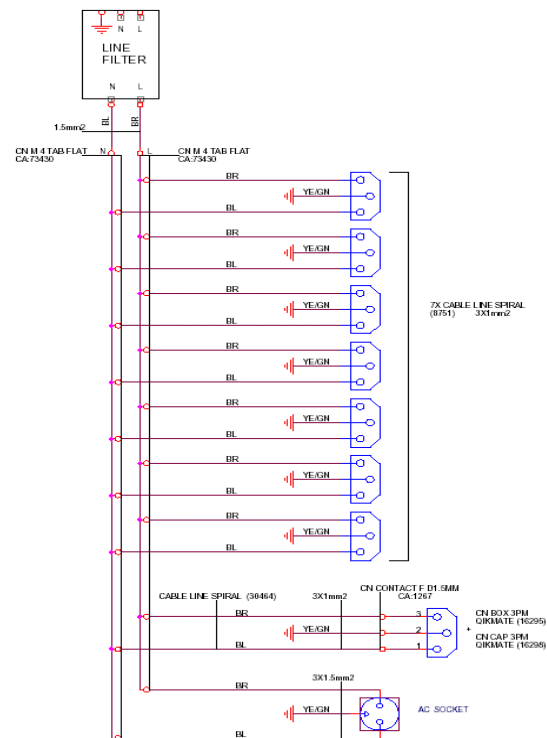 N L
LINE
FILTER
N L
BL BR
1.5mm2
CN M 4 TAB FLAT
CA:73430
N L
CN M 4 TAB FLAT
CA:73430
BR
YE/GN
BL
BR
YE/GN
BL
BR
YE/GN
BL
7X CABLE LINE SPIRAL
(8751) 3X1mm2
BR
YE/GN
BL
BR
YE/GN
BL
BR
YE/GN
BL
BR
YE/GN
BL
CABLE LINE SPIRAL (30464)
3X1mm2
CN CONTACT F D1.5MM
CA:1267
BR
3
YE/GN
2
BL
1
CN BOX 3PM
QIKMATE (16295)
+
CN CAP 3PM
QIKMATE (16298)
3X1.5mm2
BR
YE/GN
AC SOCKET
BL